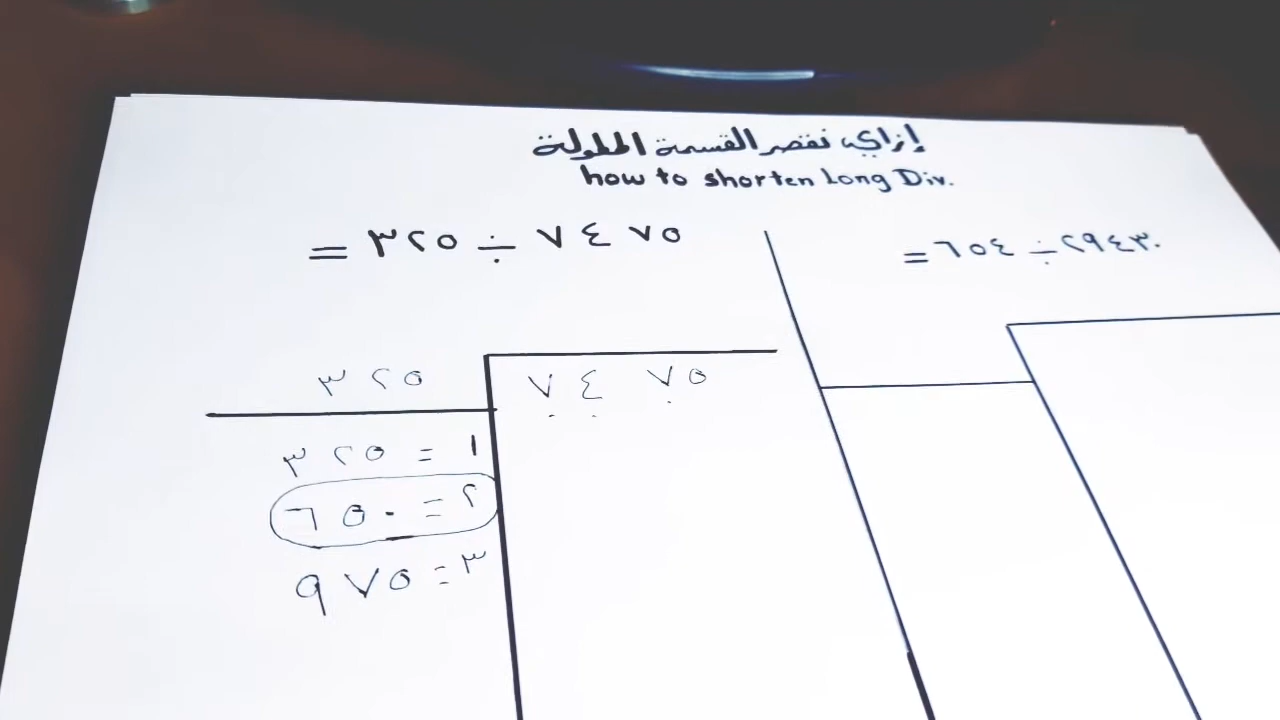 إزاي نقصر القسمة المطولة
how to shorten Long Div.
= ٣٢٥ ÷ ٧٤٧٥
= ٦٥٤ ÷ ٢٩٤٣٠
٣٢٥ ٧٤٧٥
٣٢٥ = ١
٦٥٠ = ٢
٩٧٥ = ٣